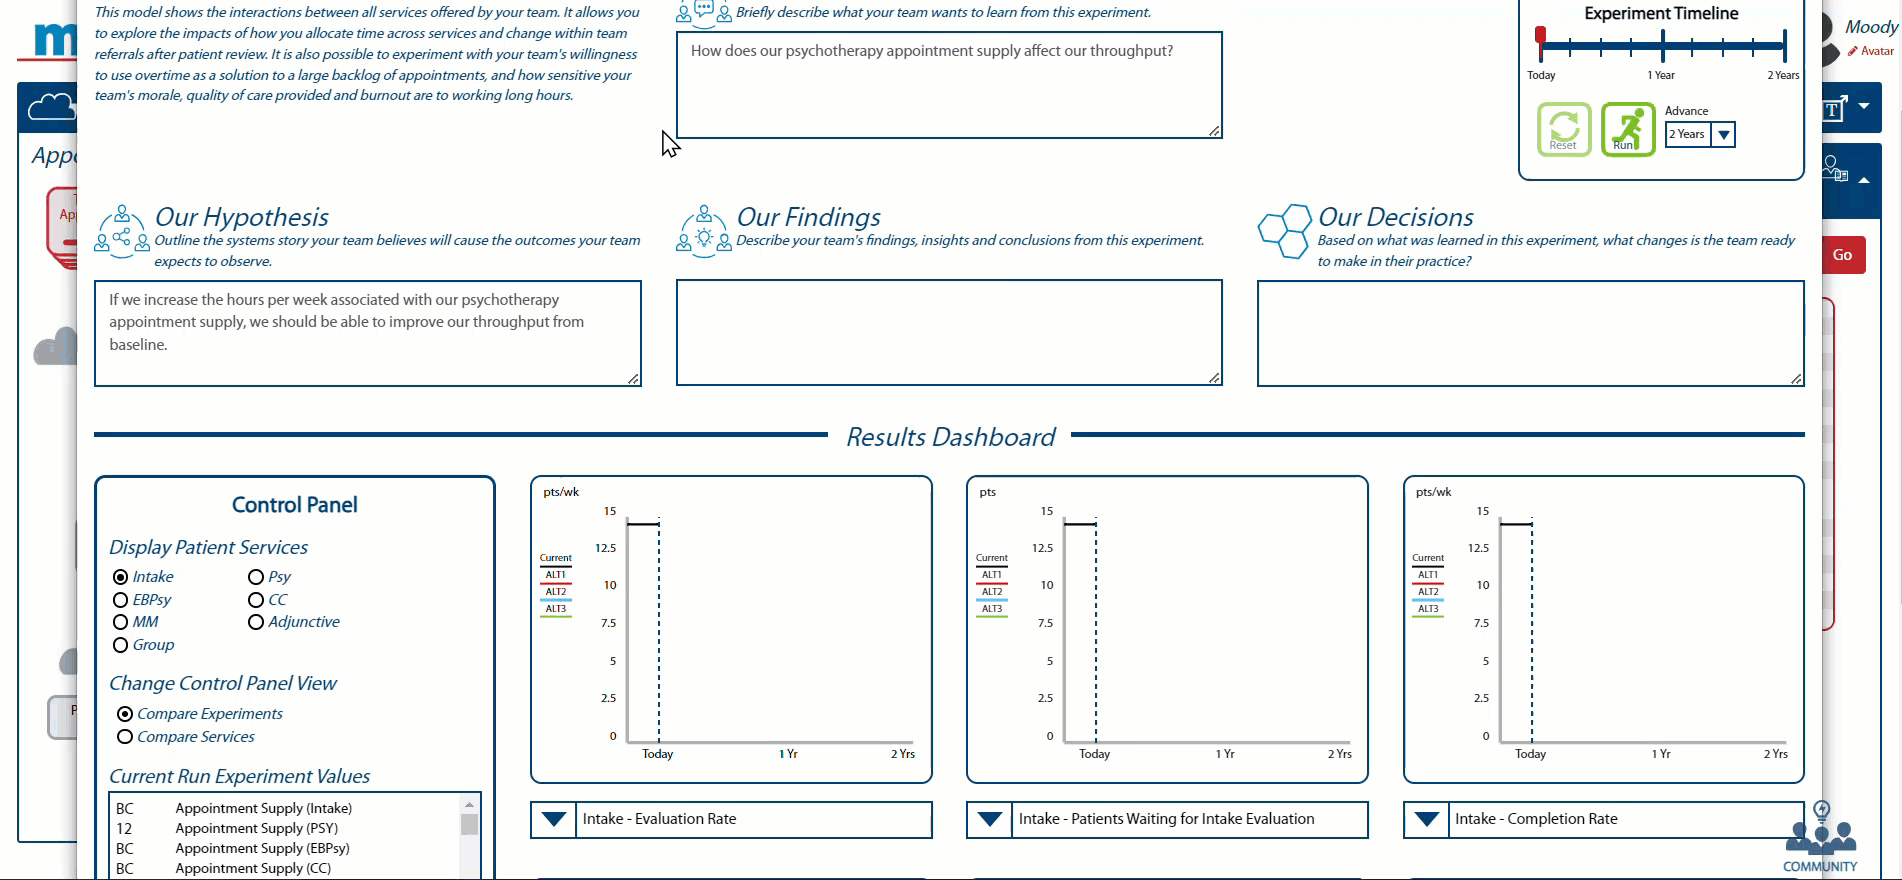 This model shows the interactions between all services offered by your team. It allows you
to explore the impacts of how you allocate time across services and change within team
referrals after patient review. It is also possible to experiment with your team's willingness
to use overtime as a solution to a large backlog of appointments, and how sensitive your
team's morale, quality of care provided and burnout are to working long hours.
Briefly describe what your team wants to learn from this experiment.
How does our psychotherapy appointment supply affect our throughput?
Experiment Timeline
Today 1 Year 2 Years
Reset Run
Advance
2 Years
m
Moody
Avatar
T
Our Hypothesis
Outline the systems story your team believes will cause the outcomes your team
expects to observe.
If we increase the hours per week associated with our psychotherapy
appointment supply, we should be able to improve our throughput from
baseline.
Our Findings
Describe your team's findings, insights and conclusions from this experiment.
Our Decisions
Based on what was learned in this experiment, what changes is the team ready
to make in their practice?
Go
Results Dashboard
Control Panel
Display Patient Services
Intake Psy
EBPsy CC
MM Adjunctive
Group
Change Control Panel View
Compare Experiments
Compare Services
Current Run Experiment Values
BC Appointment Supply (Intake)
12 Appointment Supply (PSY)
BC Appointment Supply (EBPsy)
BC Appointment Supply (CC)
pts/wk
15
12.5
10
7.5
5
2.5
0
Current
ALT1
ALT2
ALT3
Today 1 Yr 2 Yrs
Intake - Evaluation Rate
pts
15
12.5
10
7.5
5
2.5
0
Current
ALT1
ALT2
ALT3
Today 1 Yr 2 Yrs
Intake - Patients Waiting for Intake Evaluation
pts/wk
15
12.5
10
7.5
5
2.5
0
Current
ALT1
ALT2
ALT3
Today 1 Yr 2 Yrs
Intake - Completion Rate
COMMUNITY